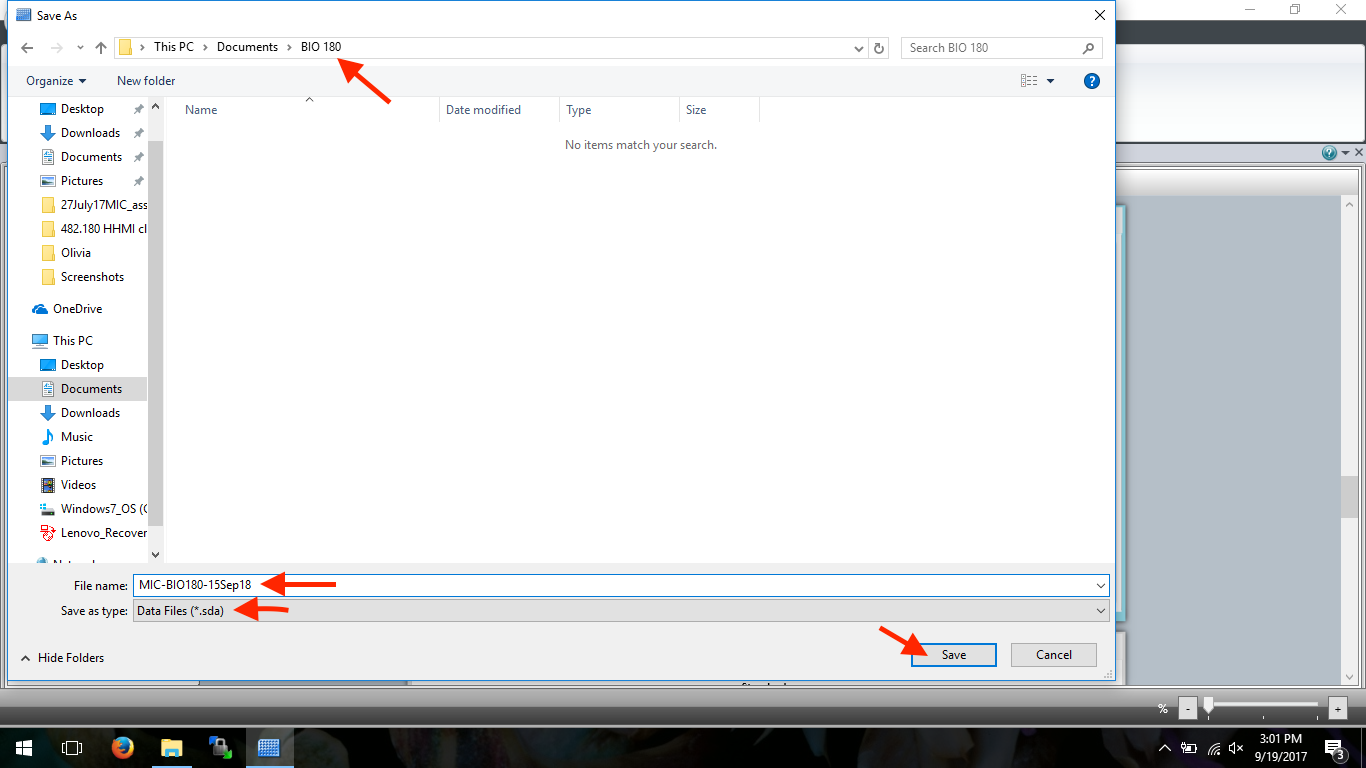 Save As
This PC > Documents > BIO 180
Search BIO 180
Organize
New folder
Name
Date modified
Type
Size
No items match your search.
Desktop
Downloads
Documents
Pictures
27July17MIC_ass
482.180 HHMI cl
Olivia
Screenshots
OneDrive
This PC
Desktop
Documents
Downloads
Music
Pictures
Videos
Windows7_OS (C
Lenovo_Recover
File name: MIC-BIO180-15Sep18
Save as type: Data Files (*.sda)
Hide Folders
Save
Cancel
%
-
+
3:01 PM
9/19/2017
3